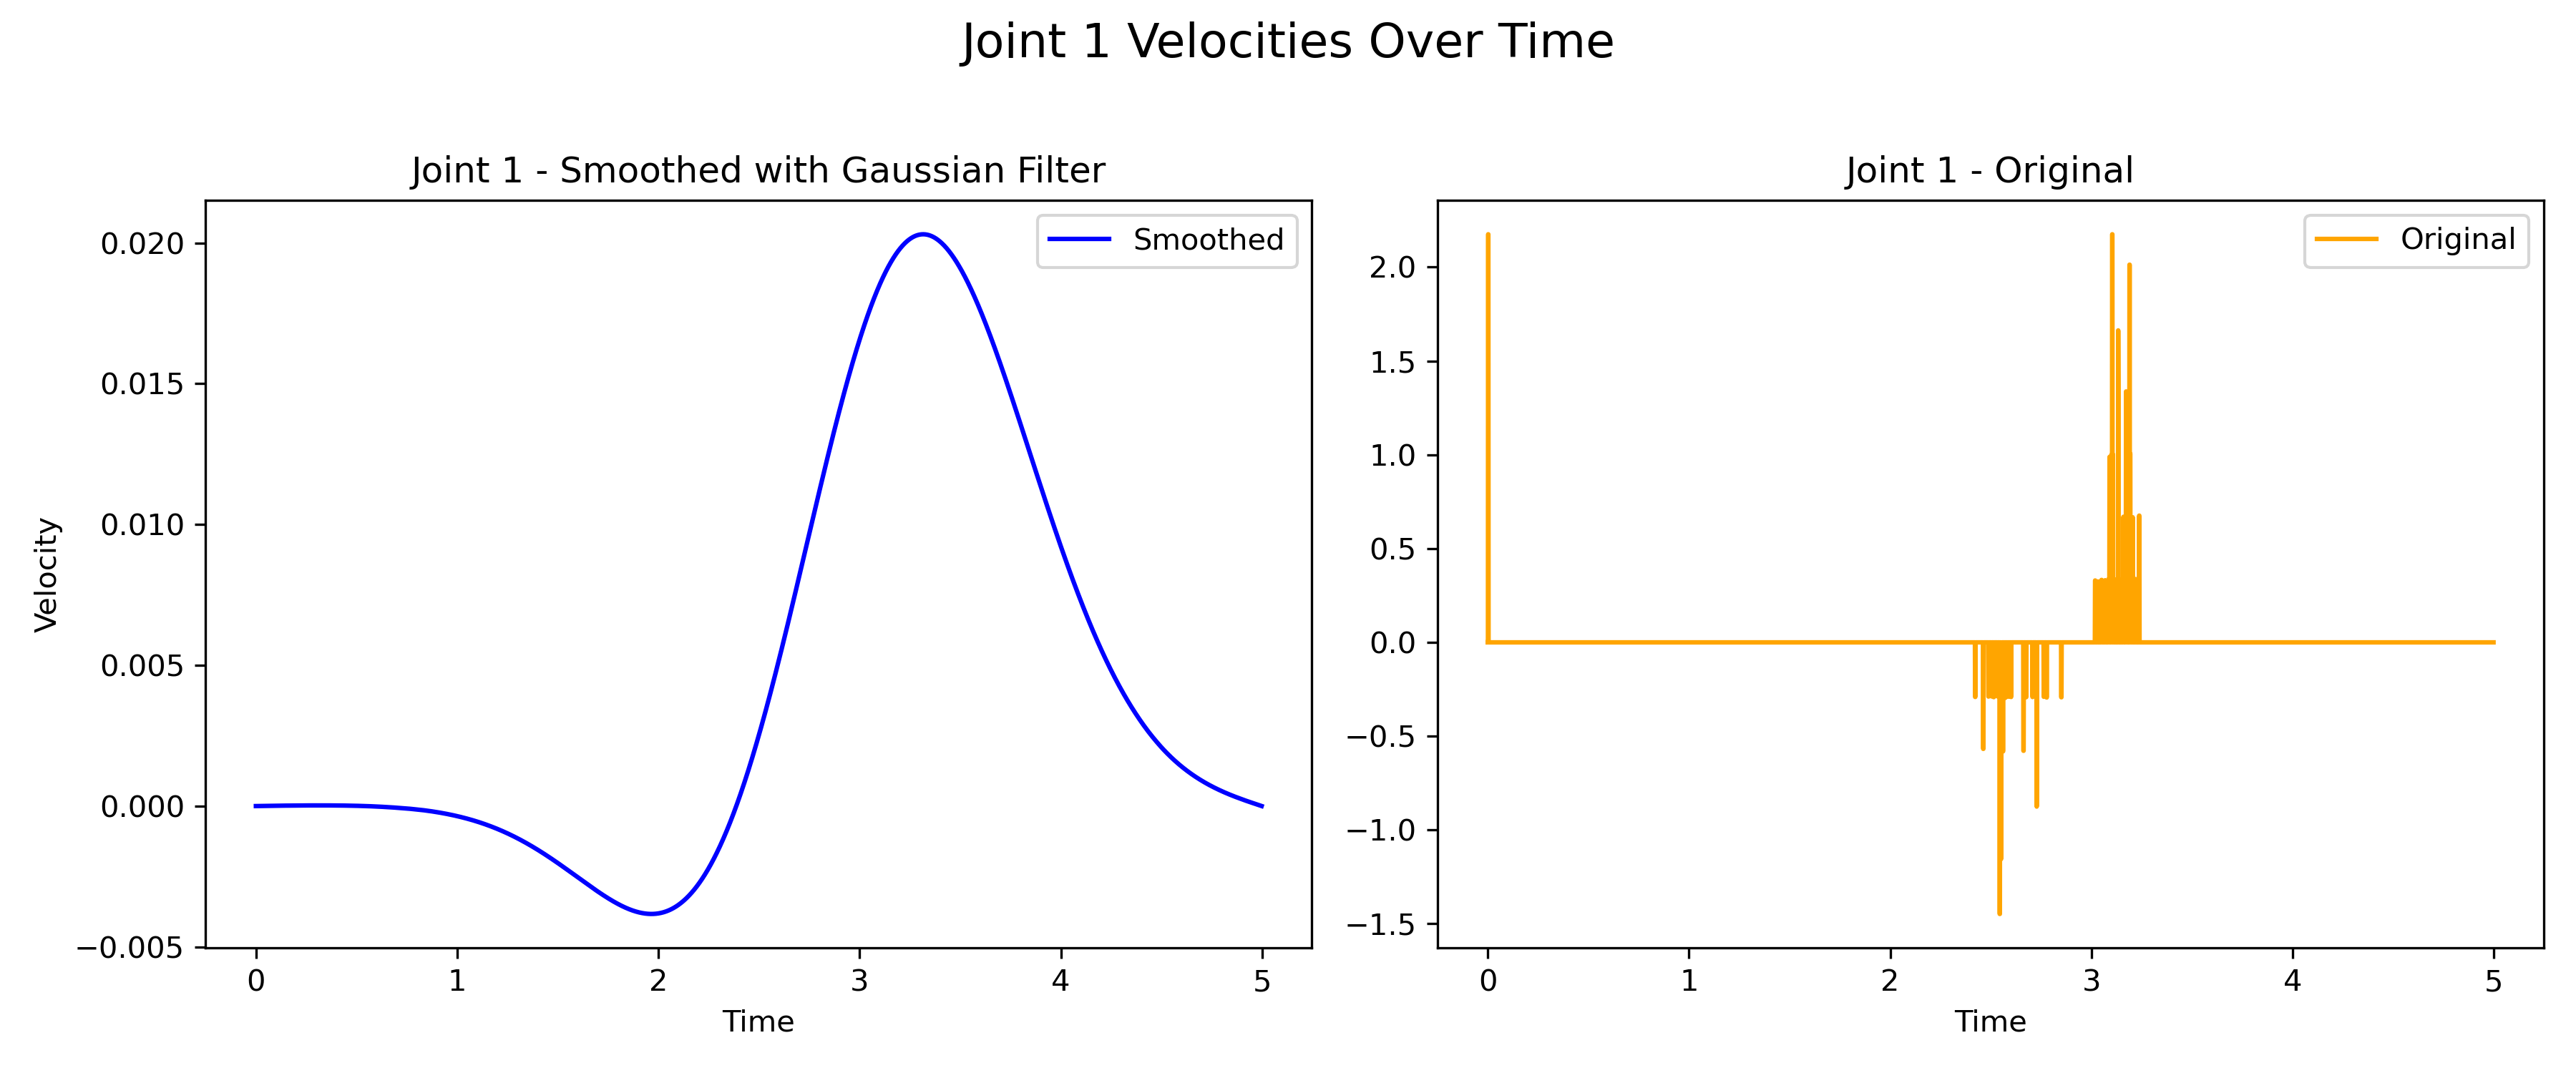 Joint 1 Velocities Over Time
Joint 1 - Smoothed with Gaussian Filter
Smoothed
0.020
0.015
0.010
0.005
0.000
−0.005
Velocity
0 1 2 3 4 5
Time
Joint 1 - Original
Original
2.0
1.5
1.0
0.5
0.0
−0.5
−1.0
−1.5
0 1 2 3 4 5
Time